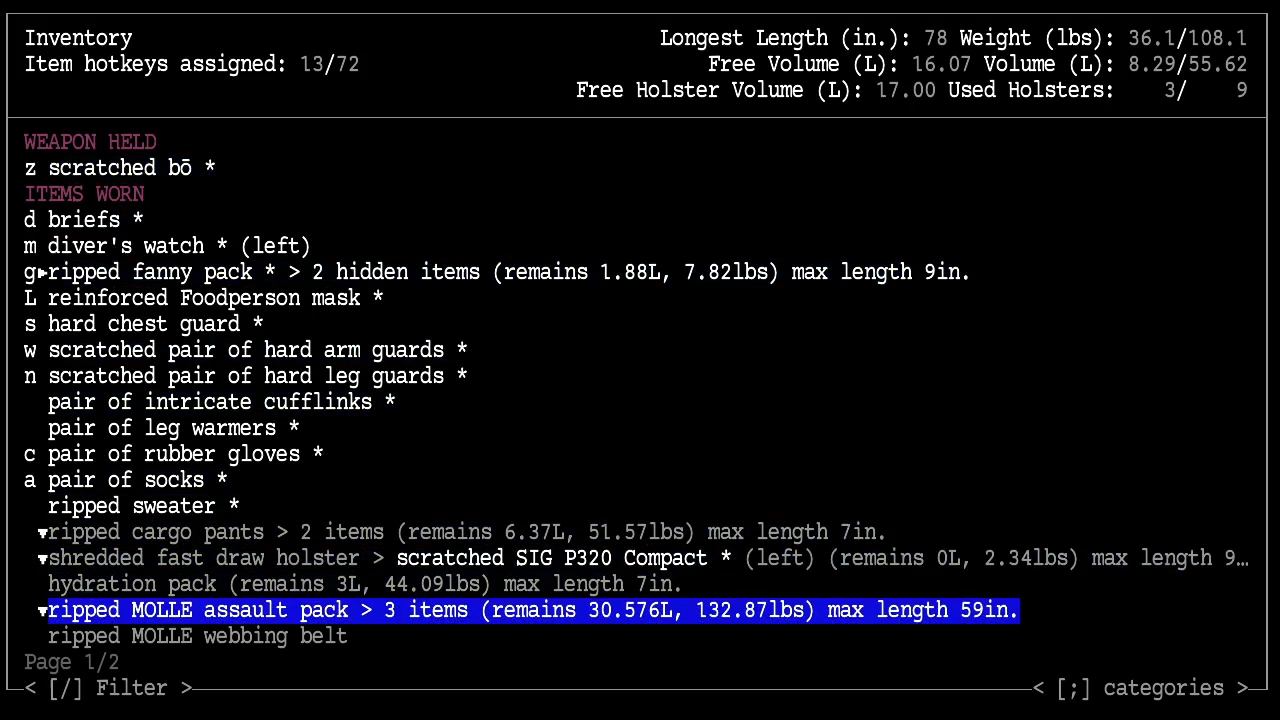 Inventory Longest Length (in.): 78 Weight (lbs): 36.1/108.1
Item hotkeys assigned: 13/72 Free Volume (L): 16.07 Volume (L): 8.29/55.62
Free Holster Volume (L): 17.00 Used Holsters: 3/ 9
WEAPON HELD
z scratched bō *
ITEMS WORN
d briefs *
m diver's watch * (left)
g▸ripped fanny pack * > 2 hidden items (remains 1.88L, 7.82lbs) max length 9in.
L reinforced Foodperson mask *
s hard chest guard *
w scratched pair of hard arm guards *
n scratched pair of hard leg guards *
pair of intricate cufflinks *
pair of leg warmers *
c pair of rubber gloves *
a pair of socks *
ripped sweater *
▾ripped cargo pants > 2 items (remains 6.37L, 51.57lbs) max length 7in.
▾shredded fast draw holster > scratched SIG P320 Compact * (left) (remains 0L, 2.34lbs) max length 9…
hydration pack (remains 3L, 44.09lbs) max length 7in.
▾ripped MOLLE assault pack > 3 items (remains 30.576L, 132.87lbs) max length 59in.
ripped MOLLE webbing belt
Page 1/2
< [/] Filter > < [;] categories >